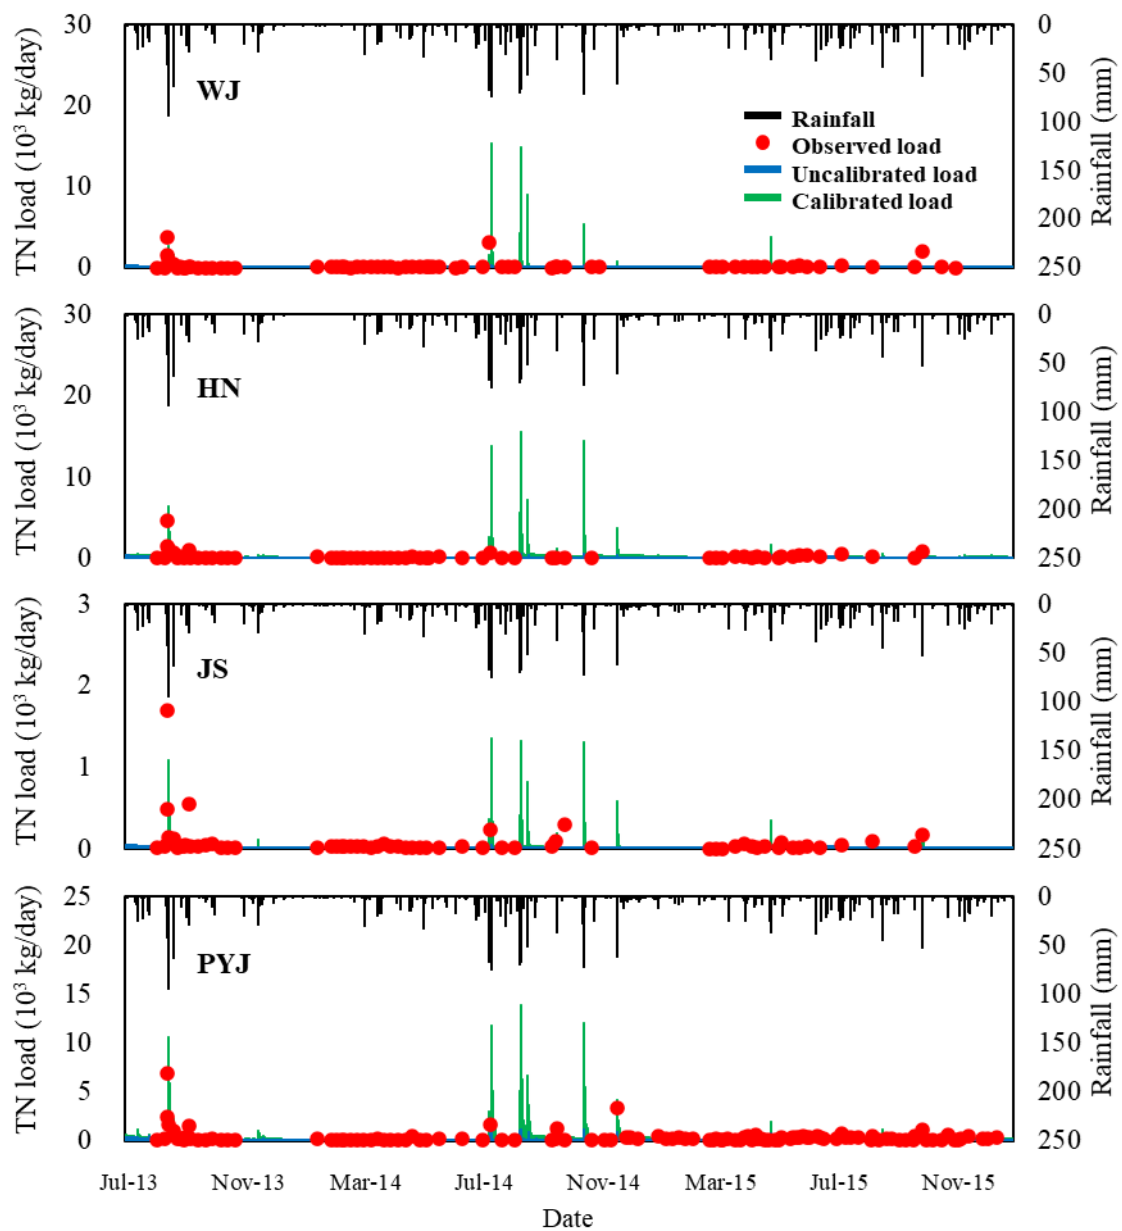 TN load (10³ kg/day)
30
20
10
0
WJ
Rainfall
Observed load
Uncalibrated load
Calibrated load
0
50
100
150
200
250
Rainfall (mm)
TN load (10³ kg/day)
30
20
10
0
HN
0
50
100
150
200
250
Rainfall (mm)
TN load (10³ kg/day)
3
2
1
0
JS
0
50
100
150
200
250
Rainfall (mm)
TN load (10³ kg/day)
25
20
15
10
5
0
PYJ
0
50
100
150
200
250
Rainfall (mm)
Jul-13 Nov-13 Mar-14 Jul-14 Nov-14 Mar-15 Jul-15 Nov-15
Date